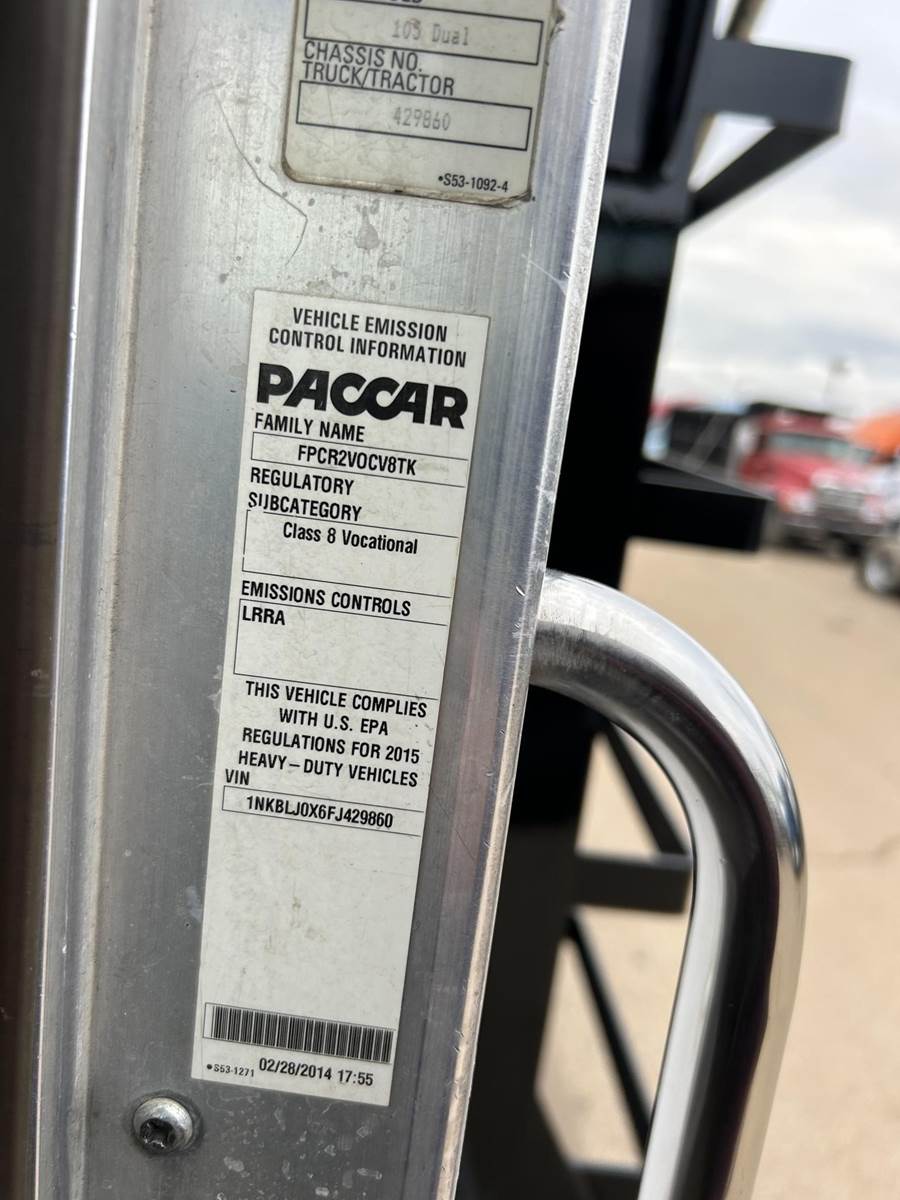 105 Dual
CHASSIS NO.
TRUCK/TRACTOR
429860
•S53-1092-4
VEHICLE EMISSION
CONTROL INFORMATION
PACCAR
FAMILY NAME
FPCR2VOCV8TK
REGULATORY
SUBCATEGORY
Class 8 Vocational
EMISSIONS CONTROLS
LRRA
THIS VEHICLE COMPLIES
WITH U.S. EPA
REGULATIONS FOR 2015
HEAVY-DUTY VEHICLES
VIN
1NKBLJ0X6FJ429860
•S53-1271 02/28/2014 17:55